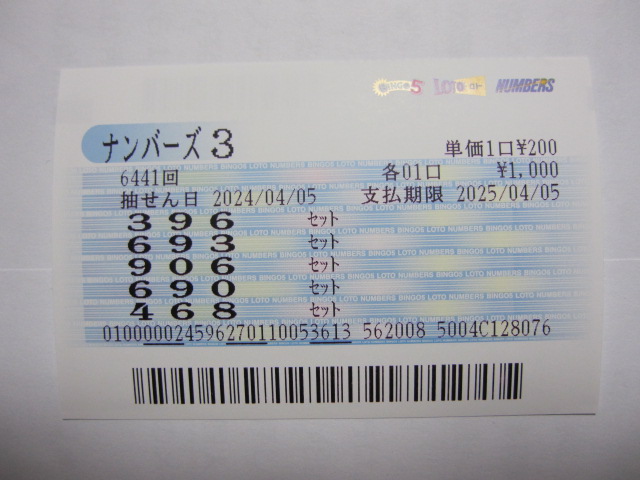 BINGO5 LOTO NUMBERS
ナンバーズ3 単価1口¥200
6441回 各01口 ¥1,000
抽せん日 2024/04/05 支払期限 2025/04/05
396 セット
693 セット
906 セット
690 セット
468 セット
0100000024596270110053613 562008 5004C128076